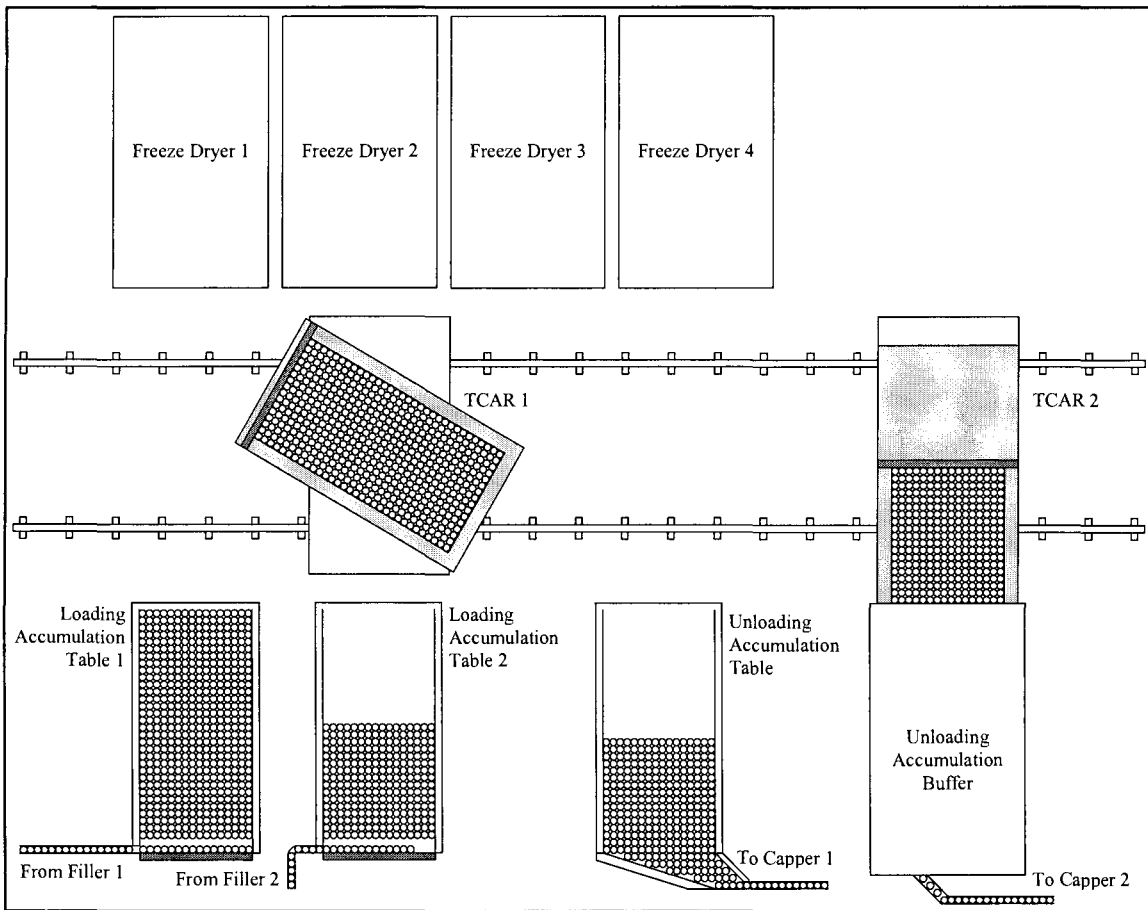 Freeze Dryer 1
Freeze Dryer 2
Freeze Dryer 3
Freeze Dryer 4
TCAR 1
TCAR 2
Loading
Accumulation
Table 1
Loading
Accumulation
Table 2
Unloading
Accumulation
Table
Unloading
Accumulation
Buffer
From Filler 1
From Filler 2
To Capper 1
To Capper 2